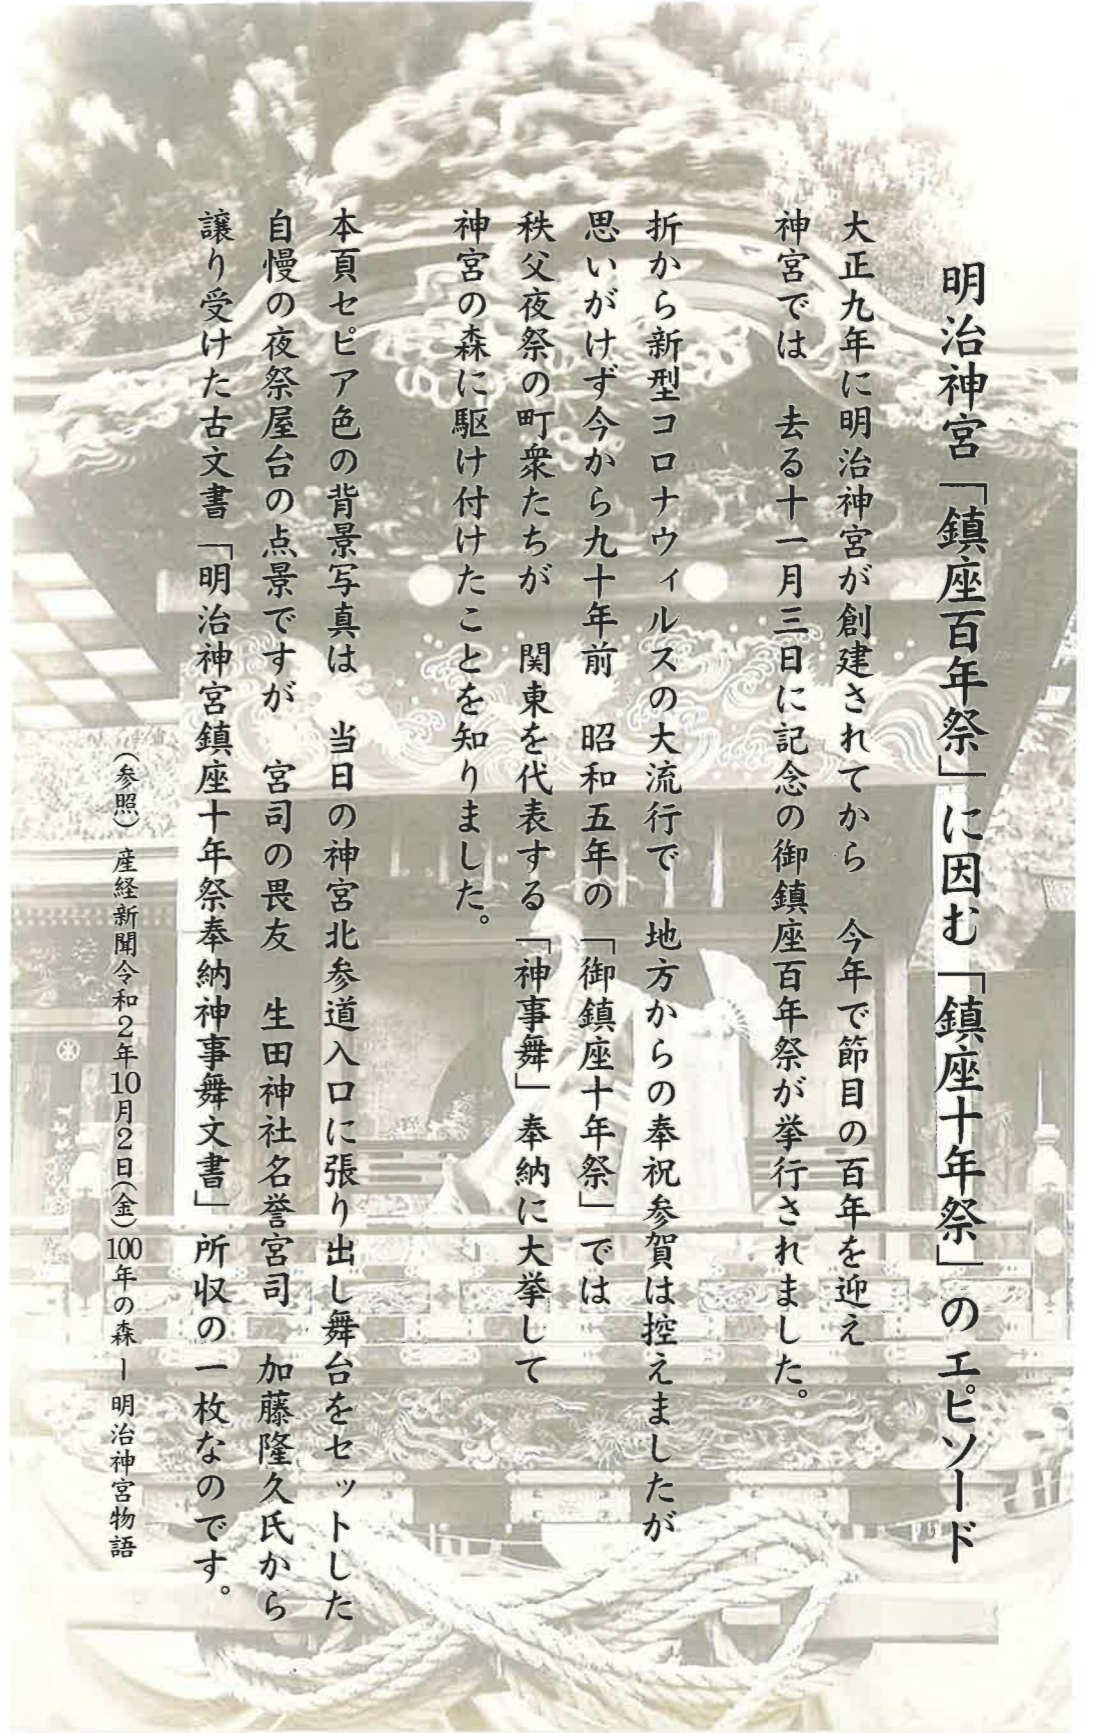 明治神宮「鎮座百年祭」に因む「鎮座十年祭」のエピソード
大正九年に明治神宮が創建されてから　今年で節目の百年を迎え
神宮では　去る十一月三日に記念の御鎮座百年祭が挙行されました。
折から新型コロナウィルスの大流行で　地方からの奉祝参賀は控えましたが
思いがけず今から九十年前　昭和五年の「御鎮座十年祭」では
秩父夜祭の町衆たちが　関東を代表する「神事舞」奉納に大挙して
神宮の森に駆け付けたことを知りました。
本頁セピア色の背景写真は　当日の神宮北参道入口に張り出し舞台をセットした
自慢の夜祭屋台の点景ですが　宮司の畏友　生田神社名誉宮司　加藤隆久氏から
譲り受けた古文書「明治神宮鎮座十年祭奉納神事舞文書」所収の一枚なのです。
（参照）産経新聞令和2年10月2日（金）100年の森ー明治神宮物語